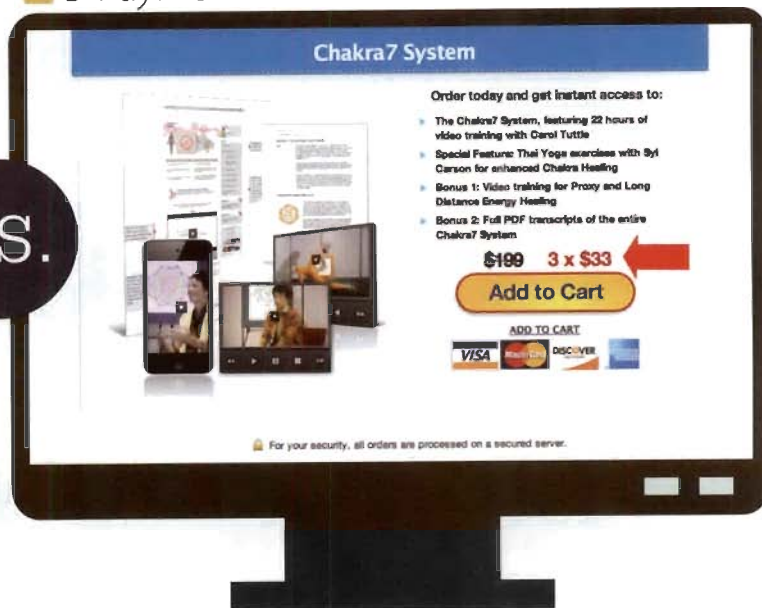 Chakra7 System
Order today and get instant access to:
The Chakra7 System, featuring 22 hours of
video training with Carol Tuttle
Special Feature: Thai Yoga exercises with Syl
Carson for enhanced Chakra Healing
Bonus 1: Video training for Proxy and Long
Distance Energy Healing
Bonus 2: Full PDF transcripts of the entire
Chakra7 System
$199 3 x $33
Add to Cart
ADD TO CART
VISA MasterCard DISCOVER
For your security, all orders are processed on a secured server.
S.